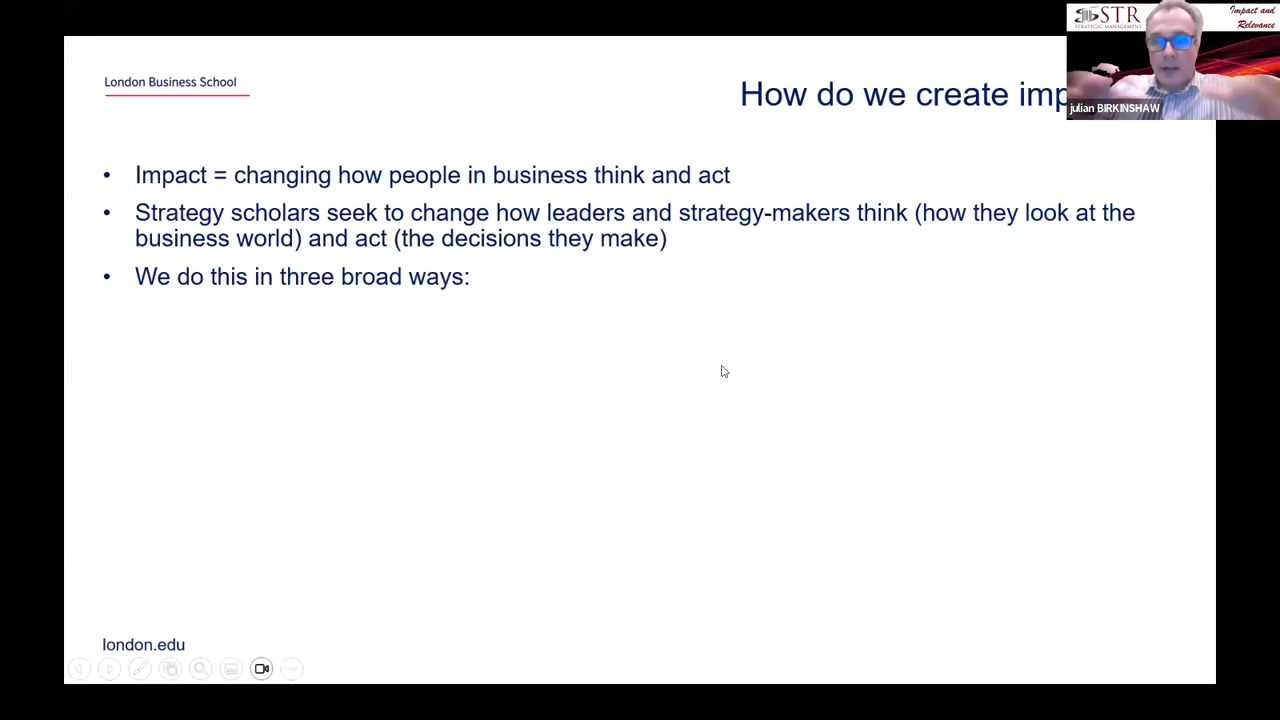 London Business School
How do we create imp
STR
STRATEGIC MANAGEMENT
Impact and
Relevance
julian BIRKINSHAW
• Impact = changing how people in business think and act
• Strategy scholars seek to change how leaders and strategy-makers think (how they look at the
business world) and act (the decisions they make)
• We do this in three broad ways:
london.edu